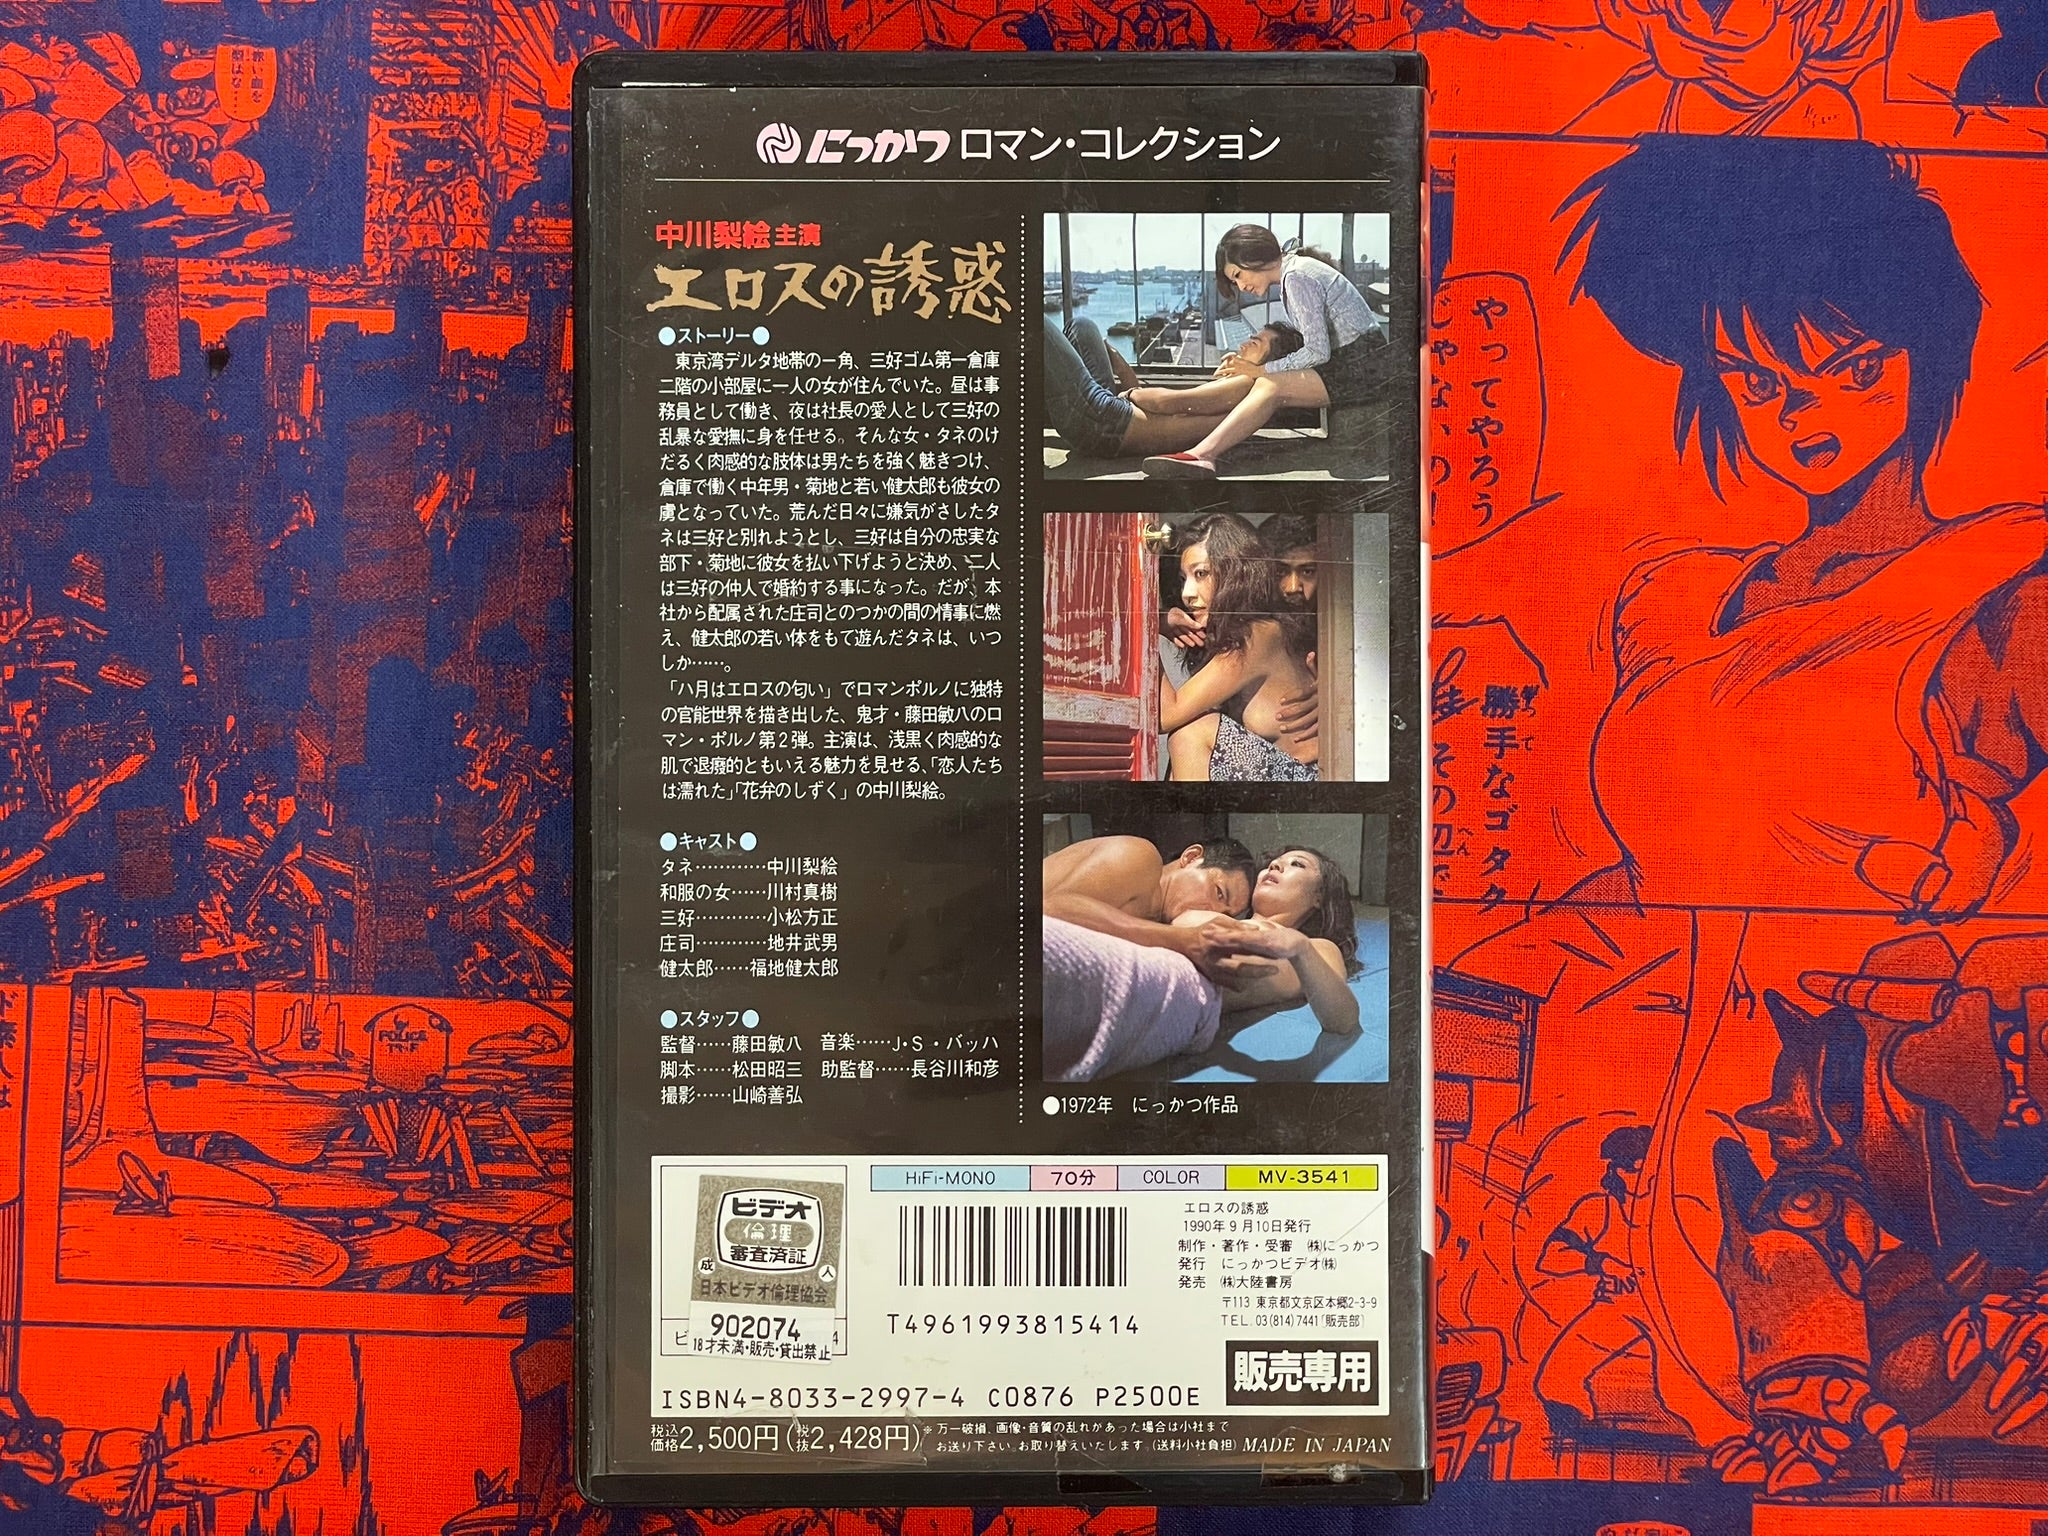 にっかつ ロマン・コレクション
中川梨絵主演
エロスの誘惑
●ストーリー●
東京湾デルタ地帯の一角、三好ゴム第一倉庫
二階の小部屋に一人の女が住んでいた。昼は事
務員として働き、夜は社長の愛人として三好の
乱暴な愛撫に身を任せる。そんな女・タネのけ
だるく肉感的な肢体は男たちを強く魅きつけ、
倉庫で働く中年男・菊地と若い健太郎も彼女の
虜となっていた。荒んだ日々に嫌気がさしたタ
ネは三好と別れようとし、三好は自分の忠実な
部下・菊地に彼女を払い下げようと決め、二人
は三好の仲人で婚約する事になった。だが、本
社から配属された庄司とのつかの間の情事に燃
え、健太郎の若い体をもて遊んだタネは、いつ
しか……。
「八月はエロスの匂い」でロマンポルノに独特
の官能世界を描き出した、鬼才・藤田敏八のロ
マン・ポルノ第2弾。主演は、浅黒く肉感的な
肌で退廃的ともいえる魅力を見せる、「恋人たち
は濡れた」「花弁のしずく」の中川梨絵。
●キャスト●
タネ…………中川梨絵
和服の女……川村真樹
三好…………小松方正
庄司…………地井武男
健太郎……福地健太郎
●スタッフ●
監督……藤田敏八 音楽……J・S・バッハ
脚本……松田昭三 助監督……長谷川和彦
撮影……山崎善弘
●1972年 にっかつ作品
HiFi-MONO 70分 COLOR MV-3541
ビデオ
倫理
審査済証
成人
日本ビデオ倫理協会
902074
18才未満・販売・貸出禁止
T4961993815414
エロスの誘惑
1990年9月10日発行
制作・著作・受審 ㈱にっかつ
発行 にっかつビデオ㈱
発売 ㈱大陸書房
〒113 東京都文京区本郷2-3-9
TEL.03(814)7441[販売部]
販売専用
ISBN4-8033-2997-4 C0876 P2500E
税込価格2,500円(税抜2,428円)
※万一破損、画像・音質の乱れがあった場合は小社まで
お送り下さい。お取り替えいたします。(送料小社負担)
MADE IN JAPAN
やってやろう
じゃないの!
勝手なゴタク
POLICE